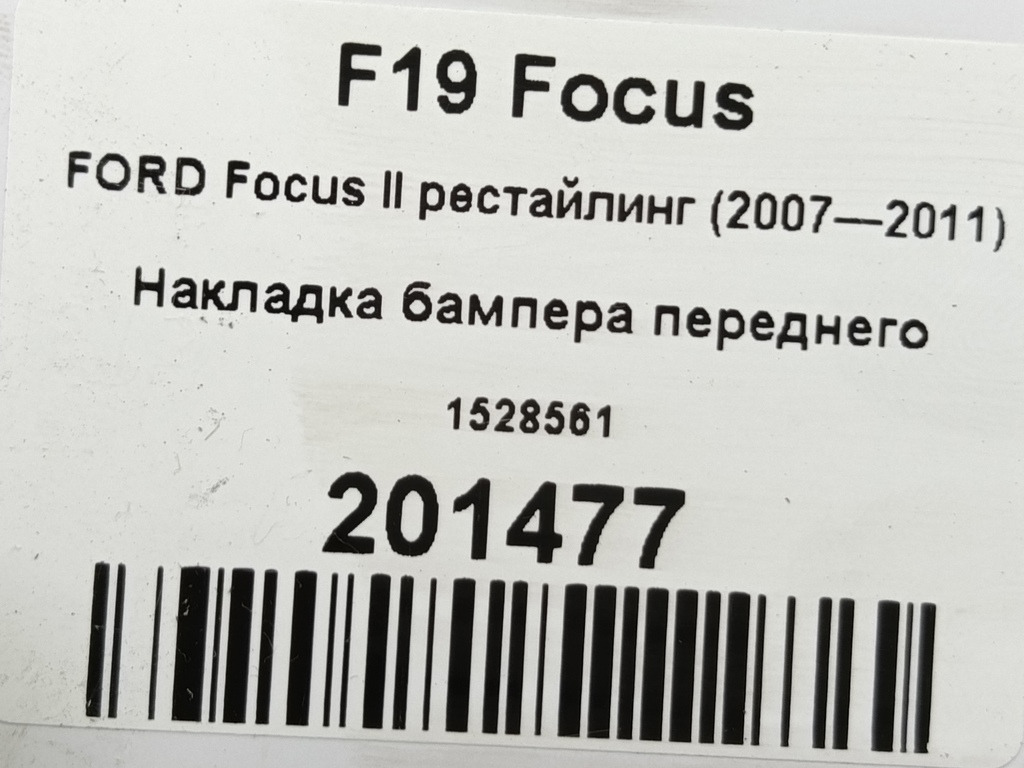 F19 Focus
FORD Focus II рестайлинг (2007—2011)
Накладка бампера переднего
1528561
201477